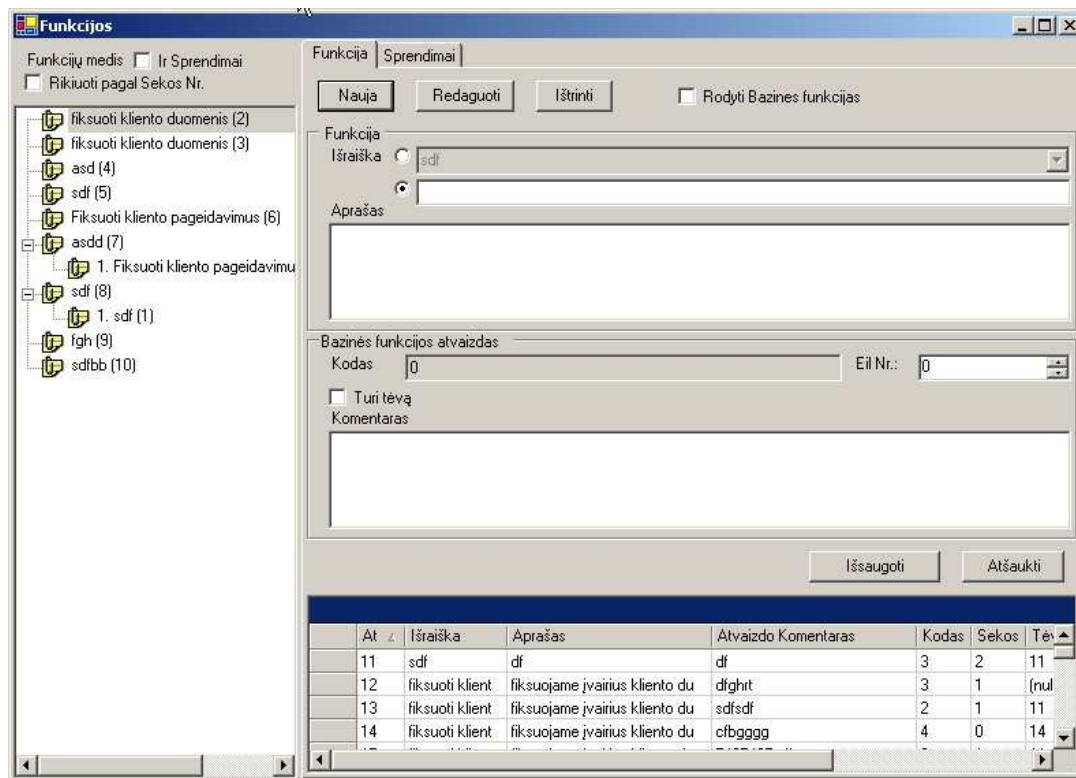 Funkcijos
Funkcijų medis Ir Sprendimai
Rikiuoti pagal Sekos Nr.
fiksuoti kliento duomenis (2)
fiksuoti kliento duomenis (3)
asd (4)
sdf (5)
Fiksuoti kliento pageidavimus (6)
asdd (7)
1. Fiksuoti kliento pageidavimu
sdf (8)
1. sdf (1)
fgh (9)
sdfbb (10)
Funkcija Sprendimai
Nauja Redaguoti Ištrinti Rodyti Bazines funkcijas
Funkcija
Išraiška sdf
Aprašas
Bazinės funkcijos atvaizdas
Kodas 0 Eil Nr.: 0
Turi tėvą
Komentaras
Išsaugoti Atšaukti
At Išraiška Aprašas Atvaizdo Komentaras Kodas Sekos Tėv
11 sdf df df 3 2 11
12 fiksuoti klient fiksuojame įvairius kliento du dfghrt 3 1 (nul
13 fiksuoti klient fiksuojame įvairius kliento du sdfsdf 2 1 11
14 fiksuoti klient fiksuojame įvairius kliento du cfbgggg 4 0 14